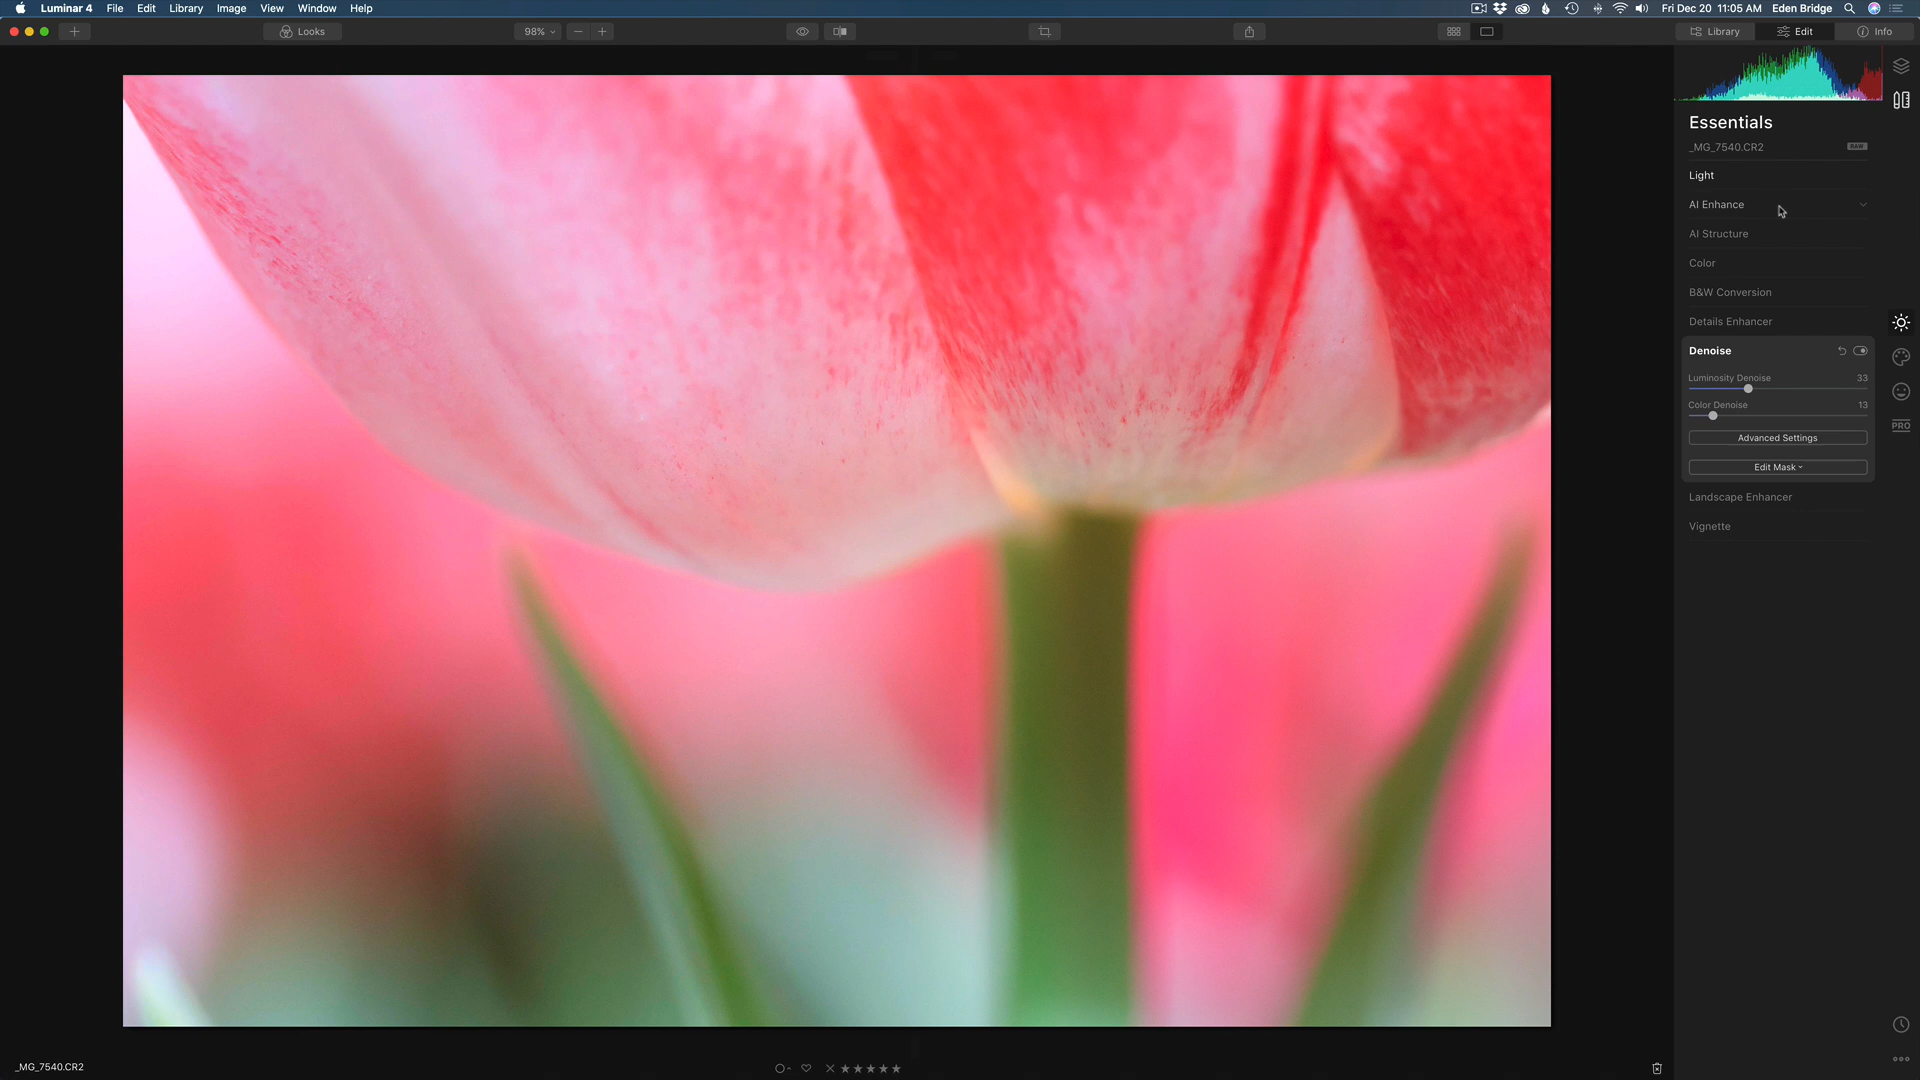 Luminar 4 File Edit Library Image View Window Help Fri Dec 20 11:05 AM Eden Bridge
Looks 98% Library Edit Info
Essentials
_MG_7540.CR2 RAW
Light
AI Enhance
AI Structure
Color
B&W Conversion
Details Enhancer
Denoise
Luminosity Denoise 33
Color Denoise 13
Advanced Settings
PRO
Edit Mask
Landscape Enhancer
Vignette
_MG_7540.CR2